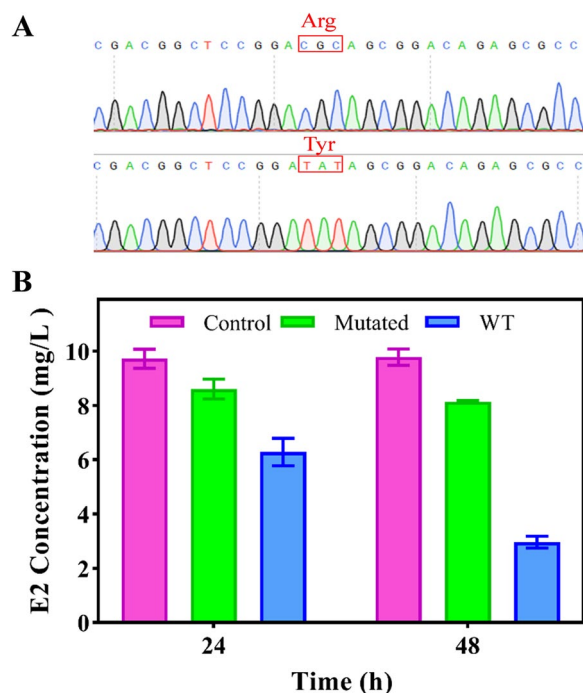 A
Arg
C G A C G G C T C C G G A C G C A G C G G A C A G A G C G C C
Tyr
C G A C G G C T C C G G A T A T A G C G G A C A G A G C G C C
B
Control Mutated WT
E2 Concentration (mg/L)
10
8
6
4
2
0
24 48
Time (h)